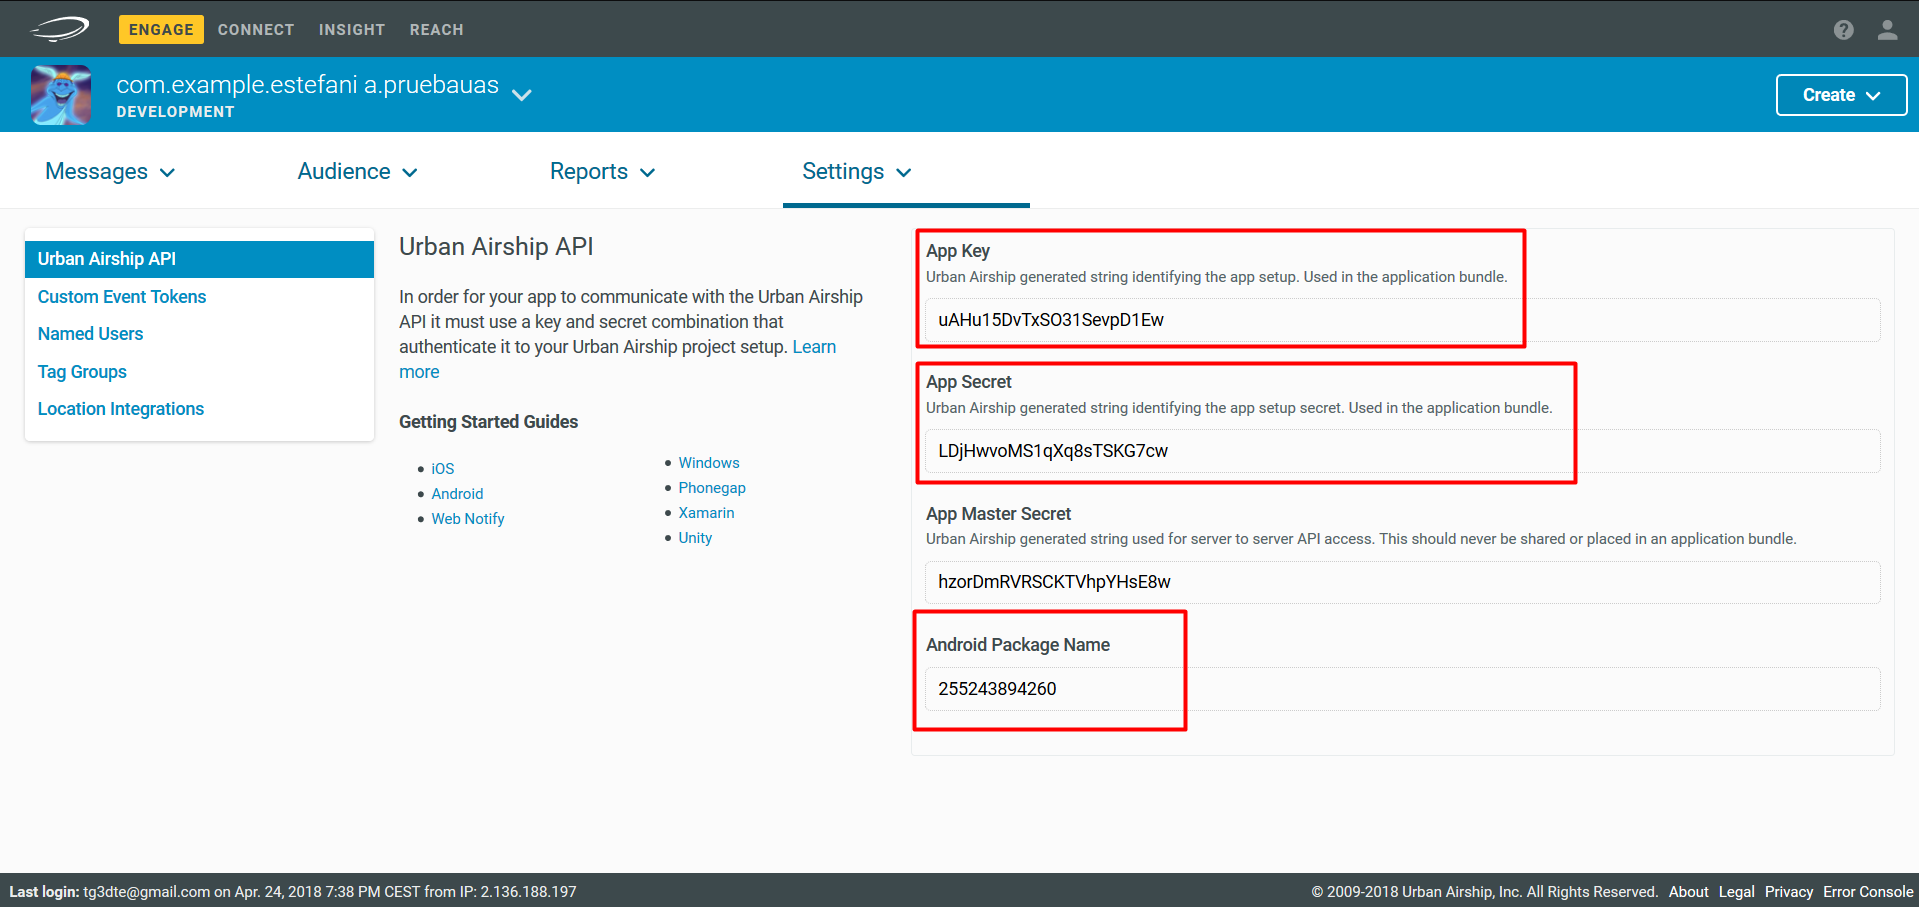 ENGAGE CONNECT INSIGHT REACH
com.example.estefani a.pruebauas
DEVELOPMENT
Create
Messages Audience Reports Settings
Urban Airship API
Custom Event Tokens
Named Users
Tag Groups
Location Integrations
Urban Airship API
In order for your app to communicate with the Urban Airship
API it must use a key and secret combination that
authenticate it to your Urban Airship project setup. Learn
more
Getting Started Guides
iOS
Android
Web Notify
Windows
Phonegap
Xamarin
Unity
App Key
Urban Airship generated string identifying the app setup. Used in the application bundle.
uAHu15DvTxSO31SevpD1Ew
App Secret
Urban Airship generated string identifying the app setup secret. Used in the application bundle.
LDjHwvoMS1qXq8sTSKG7cw
App Master Secret
Urban Airship generated string used for server to server API access. This should never be shared or placed in an application bundle.
hzorDmRVRSCKTVhpYHsE8w
Android Package Name
255243894260
Last login: tg3dte@gmail.com on Apr. 24, 2018 7:38 PM CEST from IP: 2.136.188.197
© 2009-2018 Urban Airship, Inc. All Rights Reserved. About Legal Privacy Error Console